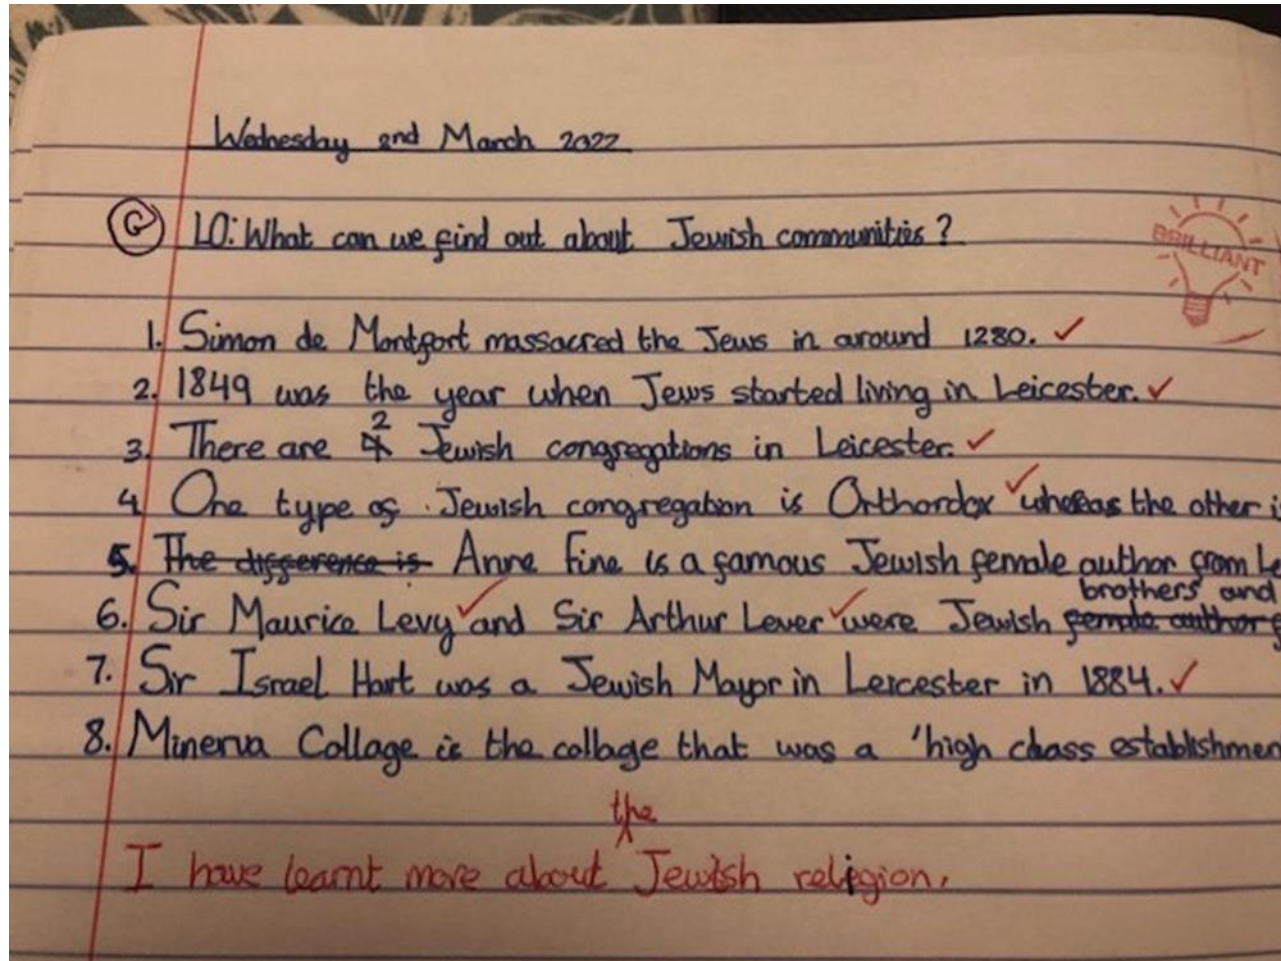 Wednesday 2nd March 2022
G LO: What can we find out about Jewish communities?
BRILLIANT
1. Simon de Montfort massacred the Jews in around 1280.
2. 1849 was the year when Jews started living in Leicester.
3. There are 2 Jewish congregations in Leicester.
4. One type of Jewish congregation is Orthordox whereas the other i
5. The difference is Anne Fine is a famous Jewish female author from Le
brothers and
6. Sir Maurice Levy and Sir Arthur Lever were Jewish female author f
7. Sir Israel Hart was a Jewish Mayor in Leicester in 1884.
8. Minerva Collage is the collage that was a 'high class establishmen
the
I have learnt more about Jewish religion.